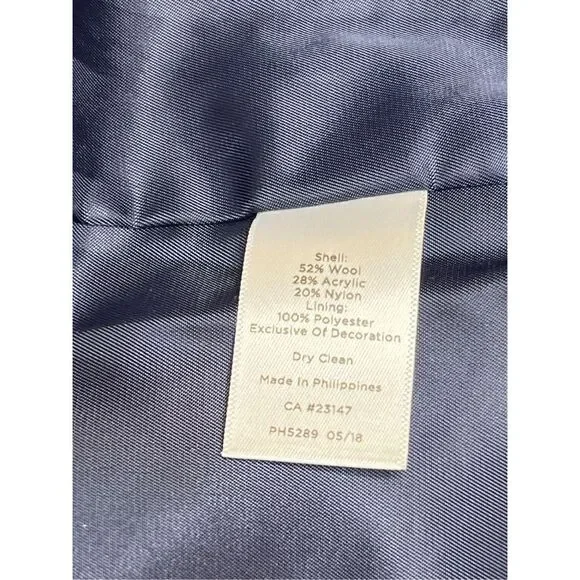 Shell:
52% Wool
28% Acrylic
20% Nylon
Lining:
100% Polyester
Exclusive Of Decoration
Dry Clean
Made In Philippines
CA #23147
PH5289 05/18